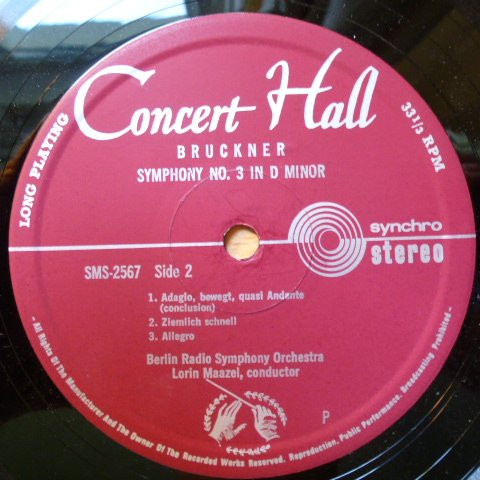 Concert Hall
LONG PLAYING
33 1/3 RPM
BRUCKNER
SYMPHONY NO. 3 IN D MINOR
synchro
stereo
SMS-2567 Side 2
1. Adagio, bewegt, quasi Andante
(conclusion)
2. Ziemlich schnell
3. Allegro
Berlin Radio Symphony Orchestra
Lorin Maazel, conductor
P
- All Rights Of The Manufacturer And The Owner Of The Recorded Works Reserved. Reproduction, Public Performance, Broadcasting Prohibited -